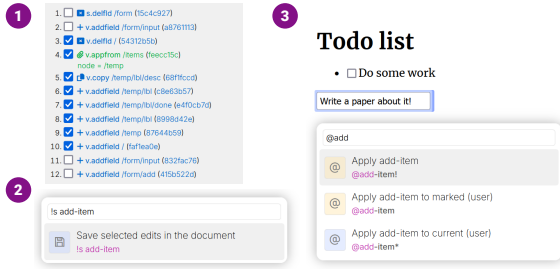 1
1. s.delfld /form (15c4c927)
2. v.addfield /form/input (a8761113)
3. v.delfld / (54312b5b)
4. v.appfrom /items (feecc15c)
node = /temp
5. v.copy /temp/lbl/desc (68f1fccd)
6. v.addfield /temp/lbl (c8e63b57)
7. v.addfield /temp/lbl/done (e4f0cb7d)
8. v.addfield /temp/lbl (8998d42e)
9. v.addfield /temp (87644b59)
10. v.addfield / (faf1ea0e)
11. v.addfield /form/input (832fac76)
12. v.addfield /form/add (415b522d)
2
!s add-item
Save selected edits in the document
!s add-item
3
Todo list
• Do some work
Write a paper about it!
@add
@ Apply add-item
@add-item!
@ Apply add-item to marked (user)
@add-item
@ Apply add-item to current (user)
@add-item*